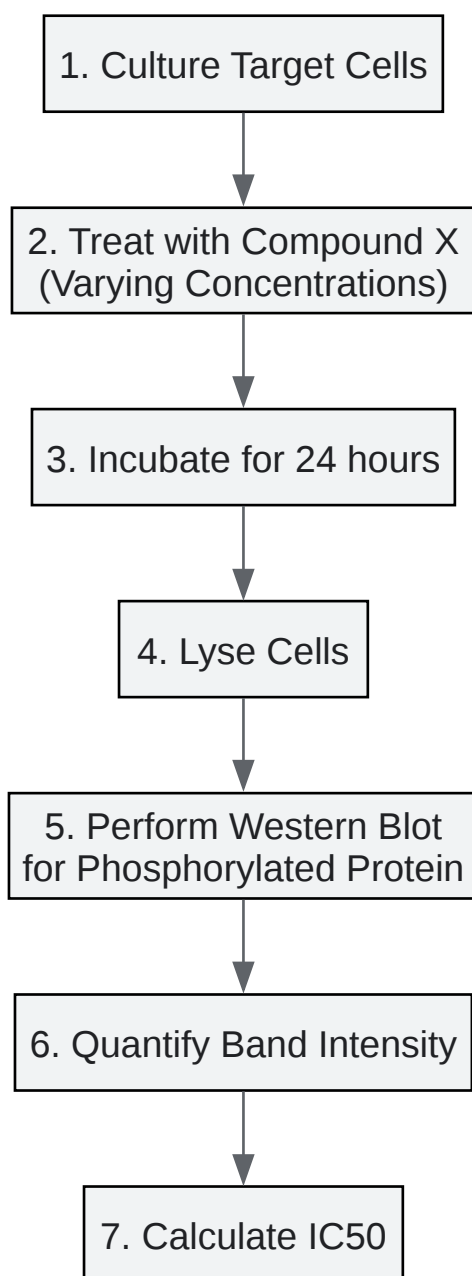 1. Culture Target Cells
2. Treat with Compound X
(Varying Concentrations)
3. Incubate for 24 hours
4. Lyse Cells
5. Perform Western Blot
for Phosphorylated Protein
6. Quantify Band Intensity
7. Calculate IC50